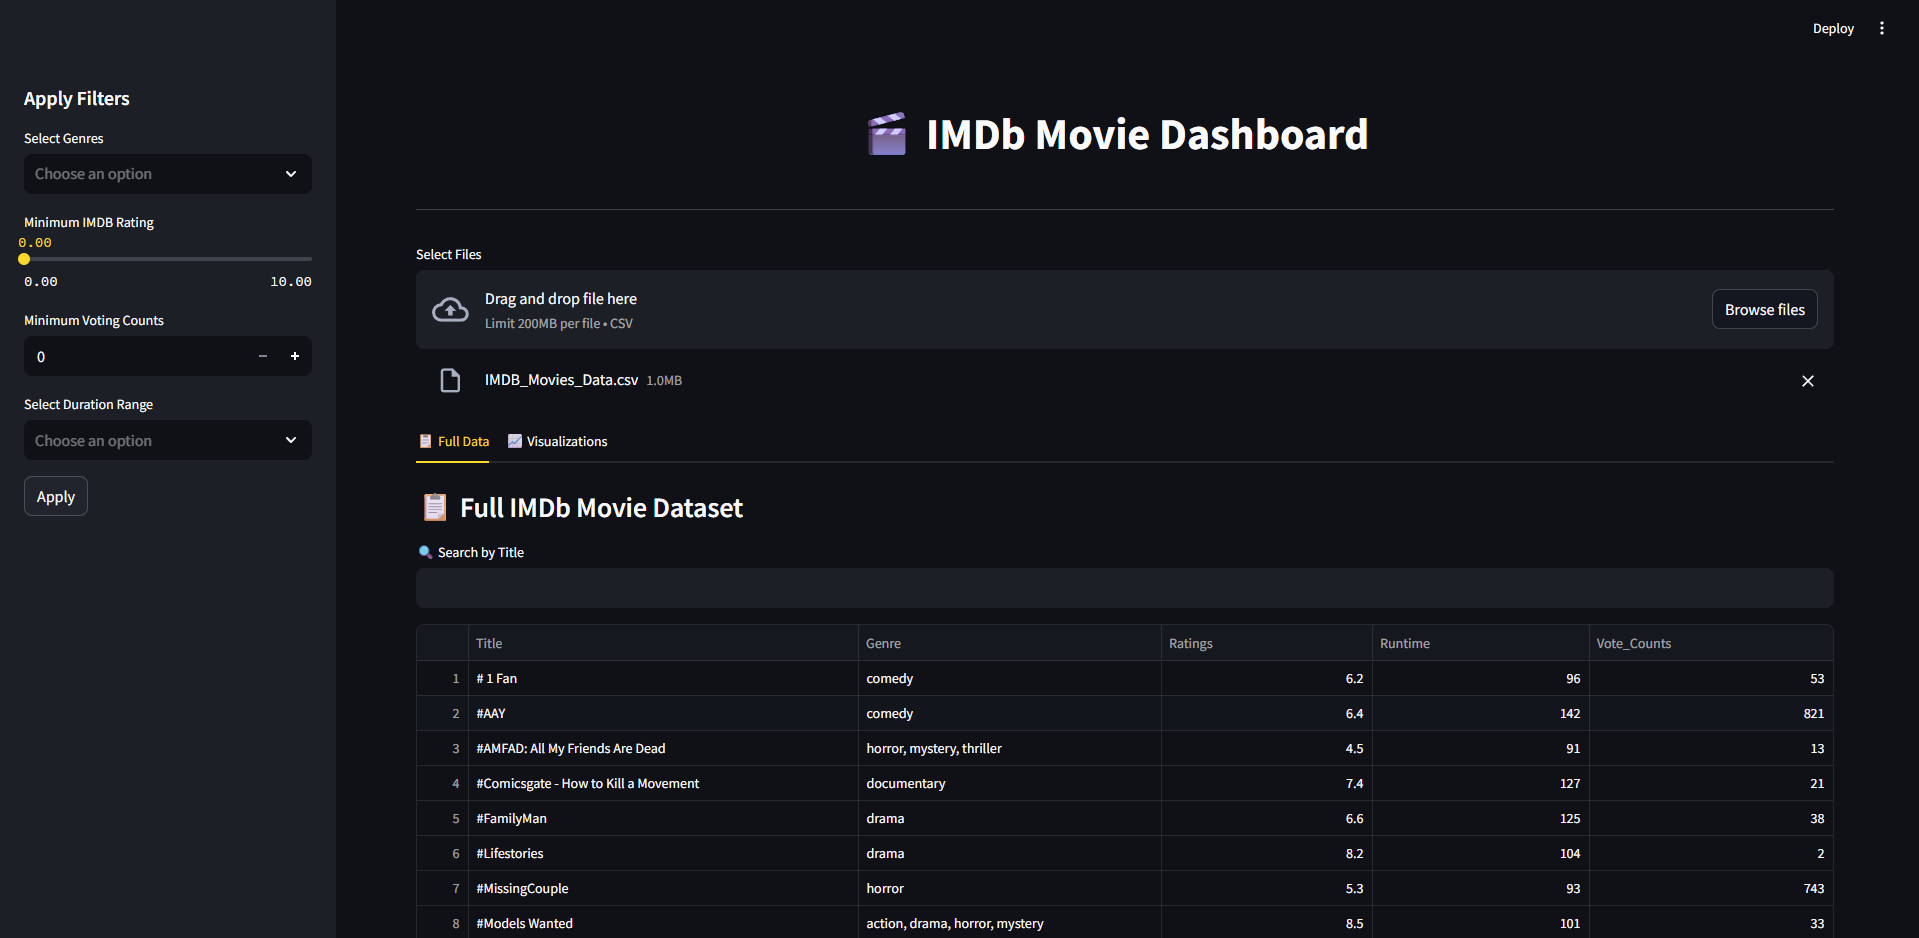 Deploy
Apply Filters
Select Genres
Choose an option
Minimum IMDB Rating
0.00
0.00 10.00
Minimum Voting Counts
0
Select Duration Range
Choose an option
Apply
IMDb Movie Dashboard
Select Files
Drag and drop file here
Limit 200MB per file • CSV
Browse files
IMDB_Movies_Data.csv 1.0MB
Full Data Visualizations
Full IMDb Movie Dataset
Search by Title
Title Genre Ratings Runtime Vote_Counts
1 # 1 Fan comedy 6.2 96 53
2 #AAY comedy 6.4 142 821
3 #AMFAD: All My Friends Are Dead horror, mystery, thriller 4.5 91 13
4 #Comicsgate - How to Kill a Movement documentary 7.4 127 21
5 #FamilyMan drama 6.6 125 38
6 #Lifestories drama 8.2 104 2
7 #MissingCouple horror 5.3 93 743
8 #Models Wanted action, drama, horror, mystery 8.5 101 33